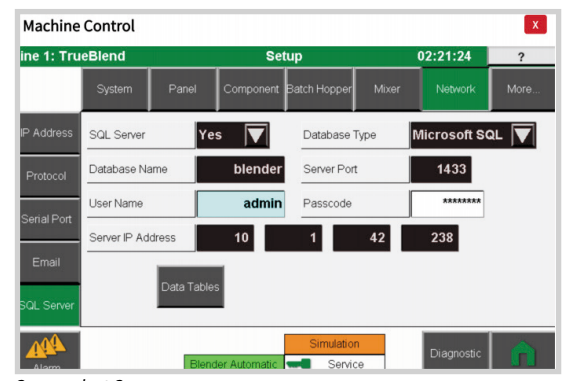 Machine Control
X
ine 1: TrueBlend Setup 02:21:24 ?
System Panel Component Batch Hopper Mixer Network More...
IP Address SQL Server Yes Database Type Microsoft SQL
Protocol Database Name blender Server Port 1433
User Name admin Passcode ********
Serial Port
Server IP Address 10 1 42 238
Email
Data Tables
SQL Server
Simulation
Alarm Blender Automatic Service Diagnostic